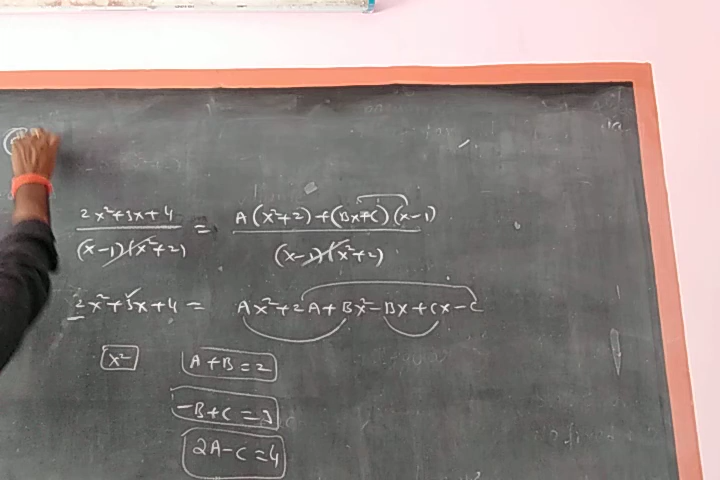 2x²+3x+4 / (x-1)(x²+2) = A(x²+2)+(Bx+C)(x-1) / (x-1)(x²+2)
2x²+3x+4 = Ax²+2A+Bx²-Bx+Cx-C
x² A+B=2
-B+C=3
2A-C=4